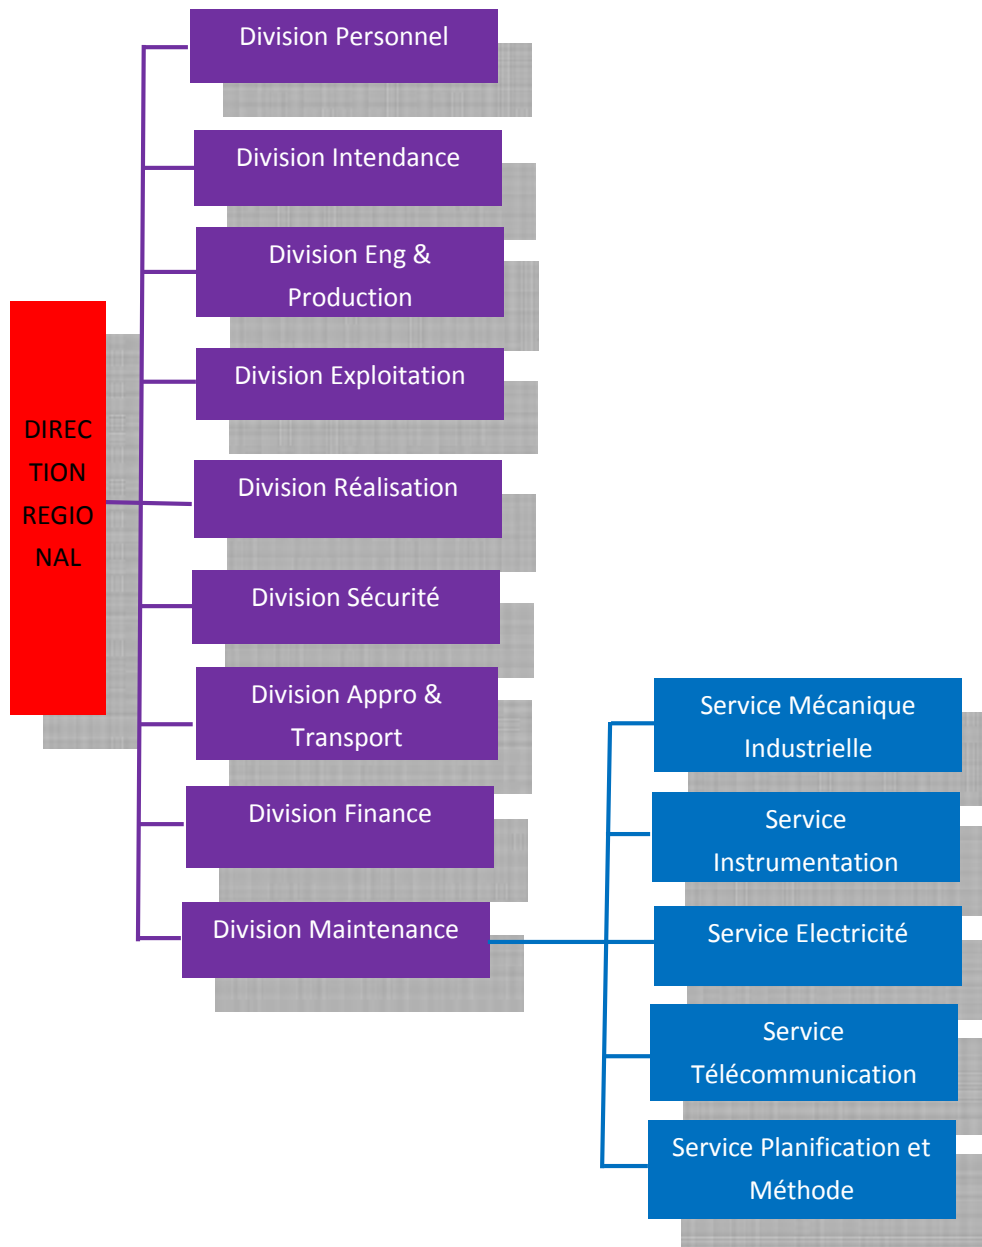 DIREC
TION
REGIO
NAL
Division Personnel
Division Intendance
Division Eng &
Production
Division Exploitation
Division Réalisation
Division Sécurité
Division Appro &
Transport
Division Finance
Division Maintenance
Service Mécanique
Industrielle
Service
Instrumentation
Service Electricité
Service
Télécommunication
Service Planification et
Méthode